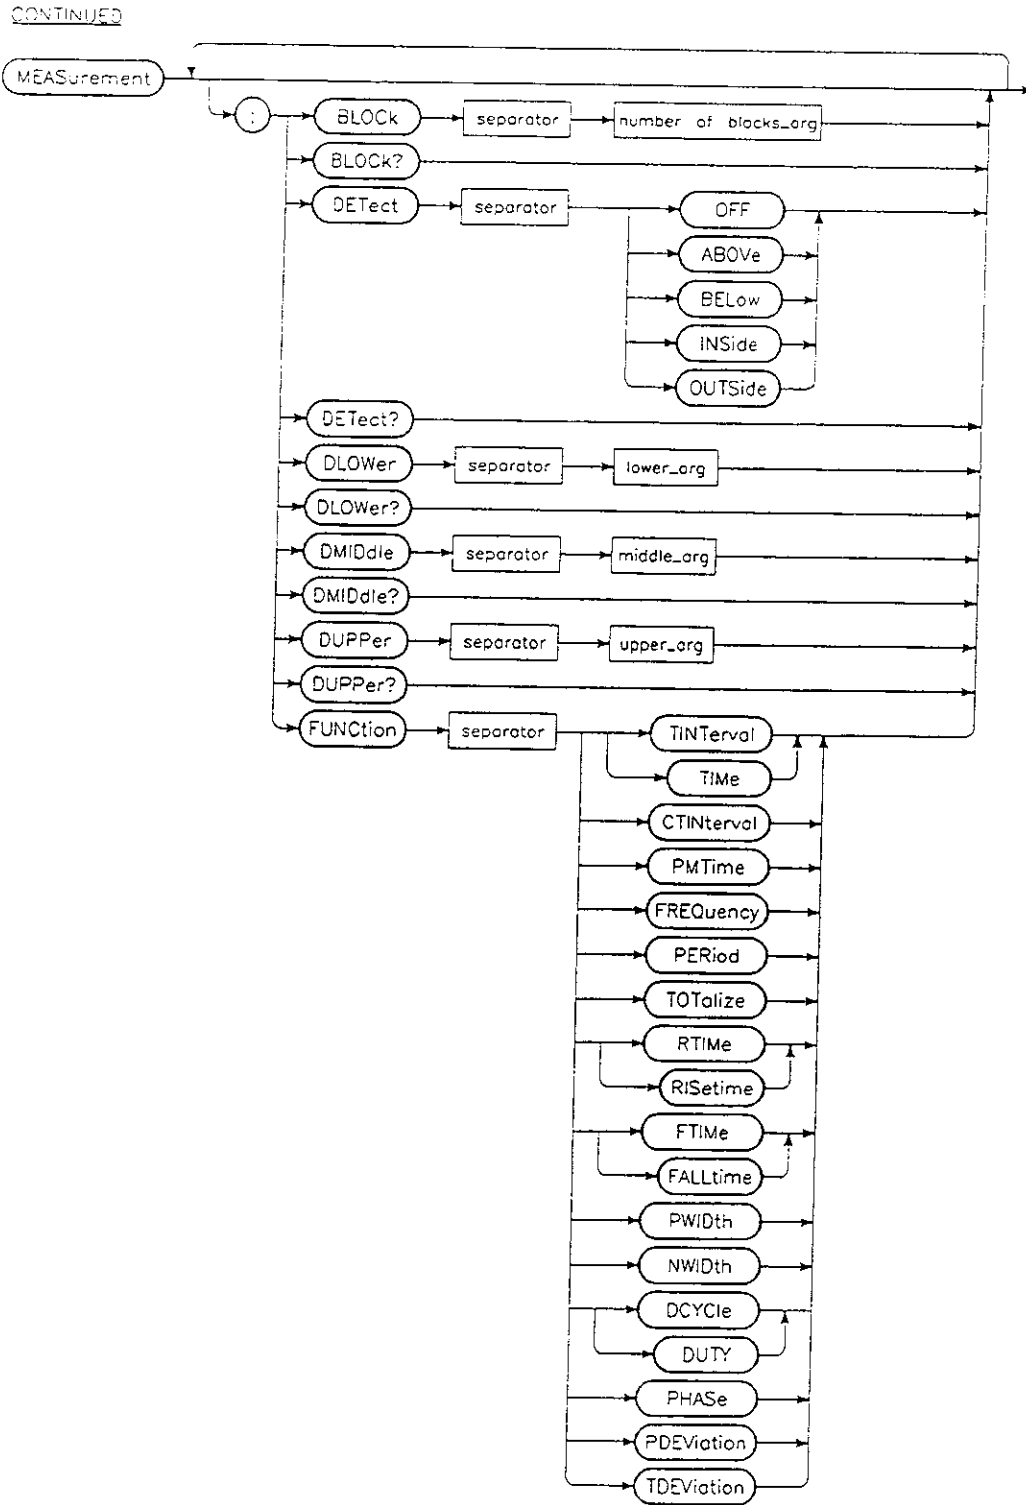 CONTINUED
MEASurement
: BLOCk separator number of blocks_arg
BLOCk?
DETect separator OFF
ABOVe
BELow
INSide
OUTSide
DETect?
DLOWer separator lower_arg
DLOWer?
DMIDdle separator middle_arg
DMIDdle?
DUPPer separator upper_arg
DUPPer?
FUNCtion separator TINTerval
TIMe
CTINterval
PMTime
FREQuency
PERiod
TOTalize
RTIMe
RISetime
FTIMe
FALLtime
PWIDth
NWIDth
DCYCle
DUTY
PHASe
PDEViation
TDEViation